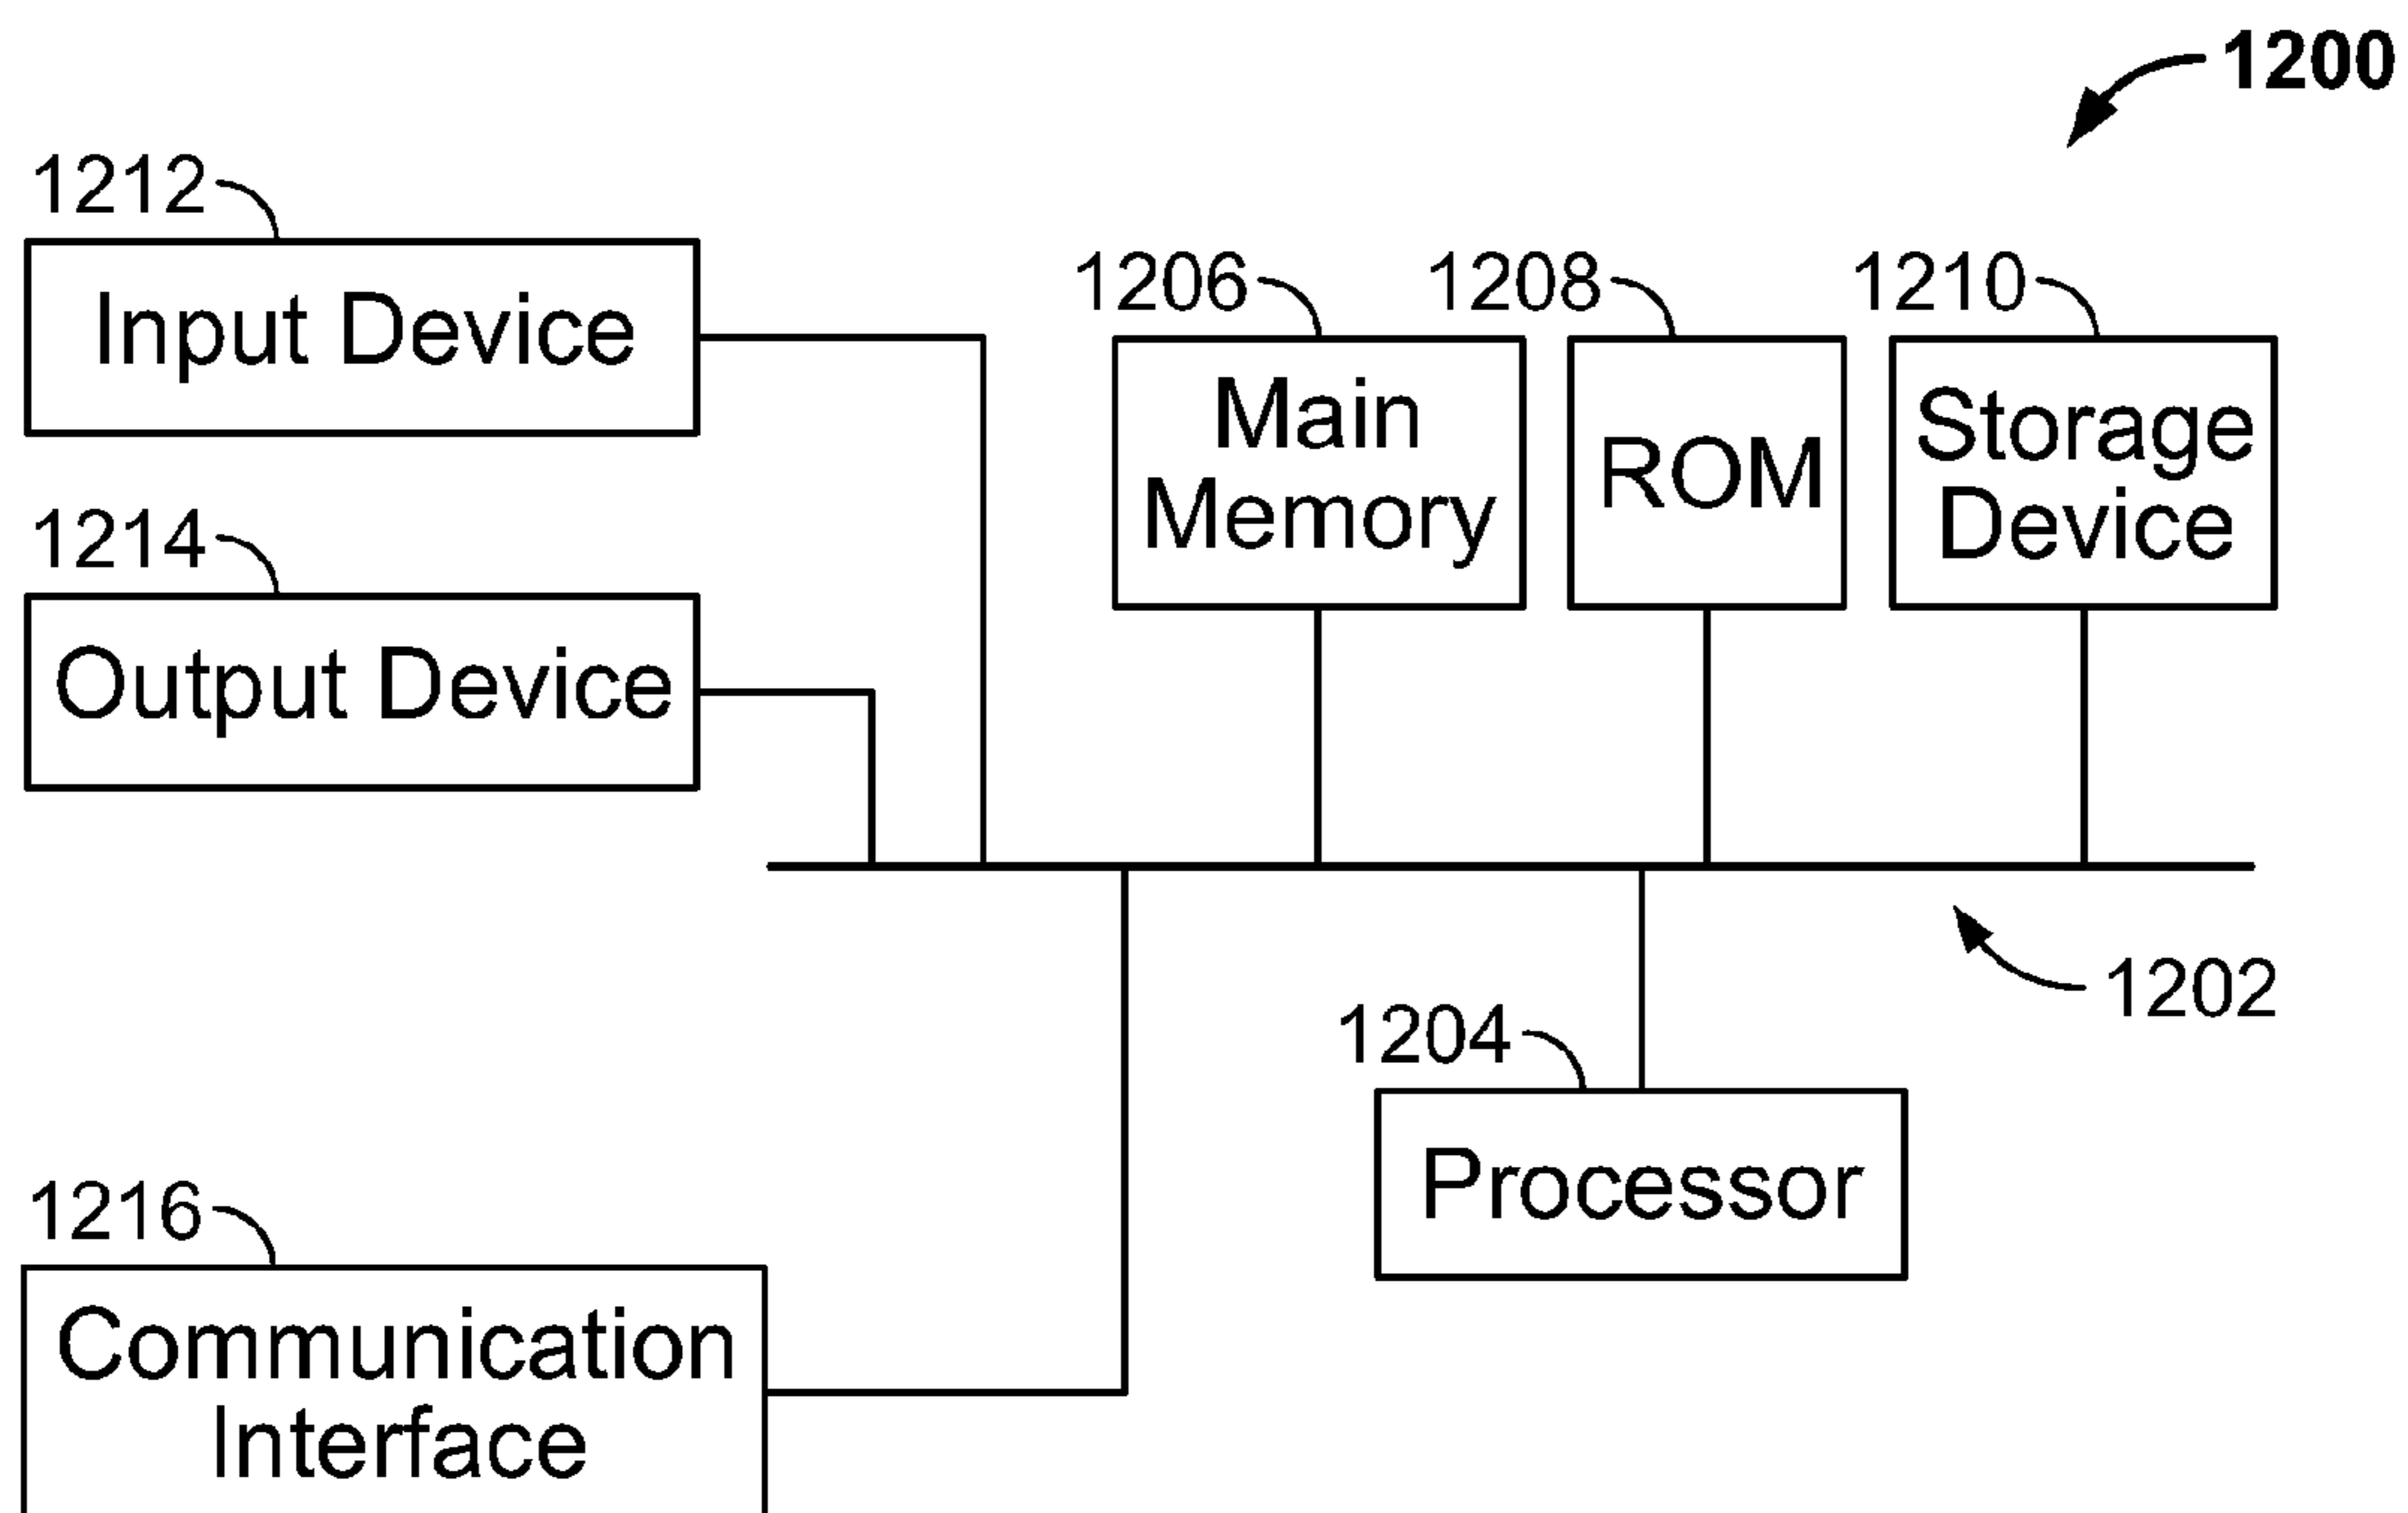 1200
1212
Input Device
1206
Main
Memory
1208
ROM
1210
Storage
Device
1214
Output Device
1202
1204
Processor
1216
Communication
Interface